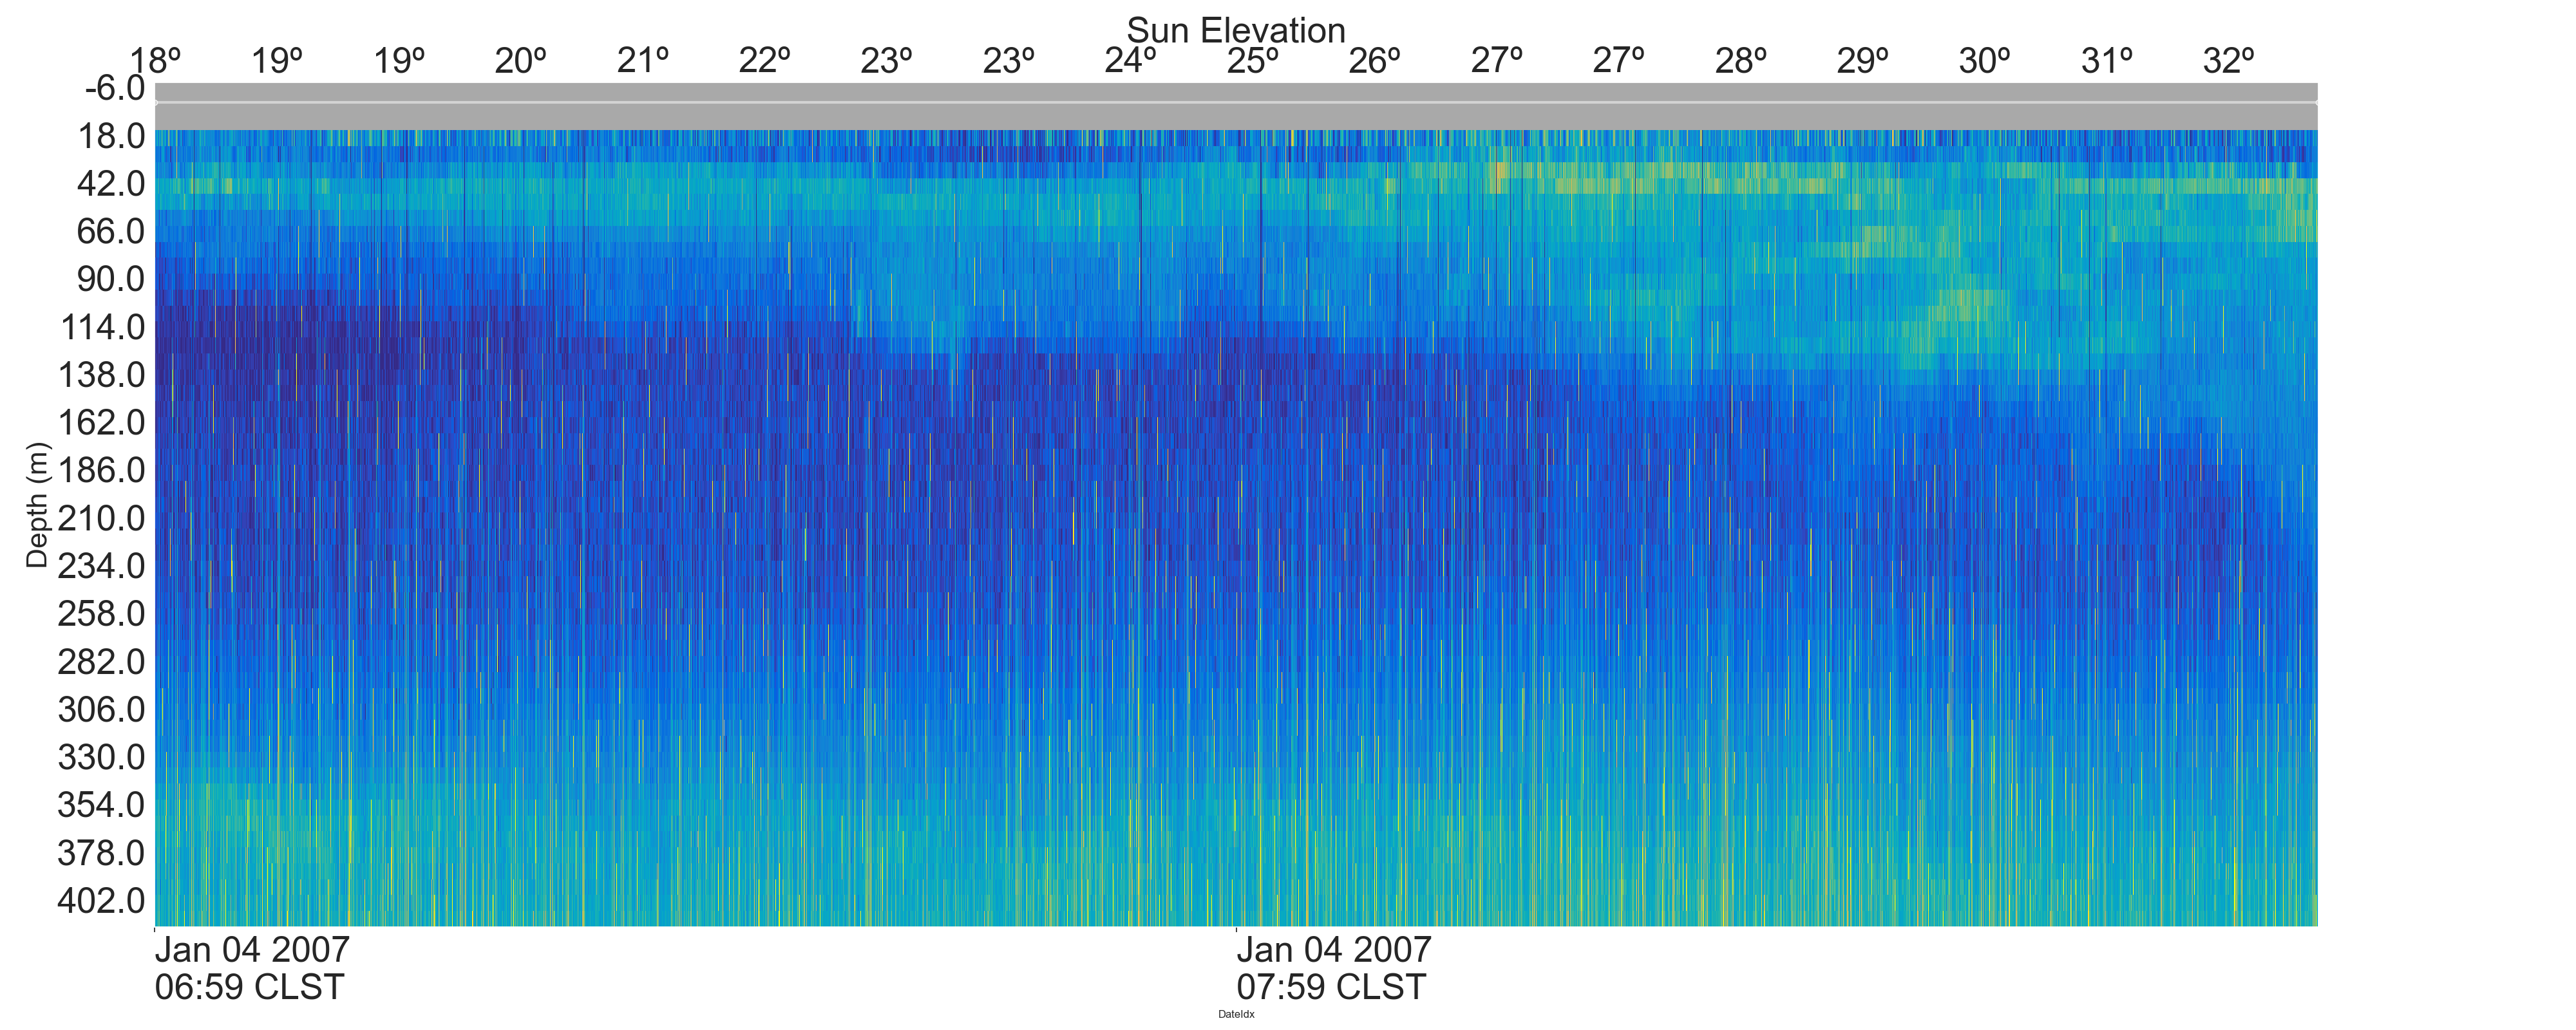 Sun Elevation
18º 19º 19º 20º 21º 22º 23º 23º 24º 25º 26º 27º 27º 28º 29º 30º 31º 32º
-6.0
18.0
42.0
66.0
90.0
114.0
138.0
162.0
186.0
210.0
234.0
258.0
282.0
306.0
330.0
354.0
378.0
402.0
Depth (m)
Jan 04 2007
06:59 CLST
Jan 04 2007
07:59 CLST
DateIdx